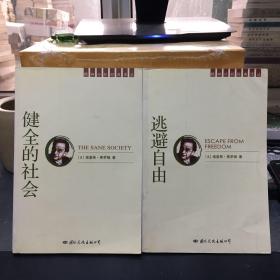 健全的社会
THE SANE SOCIETY
[美] 埃里希·弗罗姆 著
国际文化出版公司
逃避自由
ESCAPE FROM
FREEDOM
[美] 埃里希·弗罗姆 著
国际文化出版公司